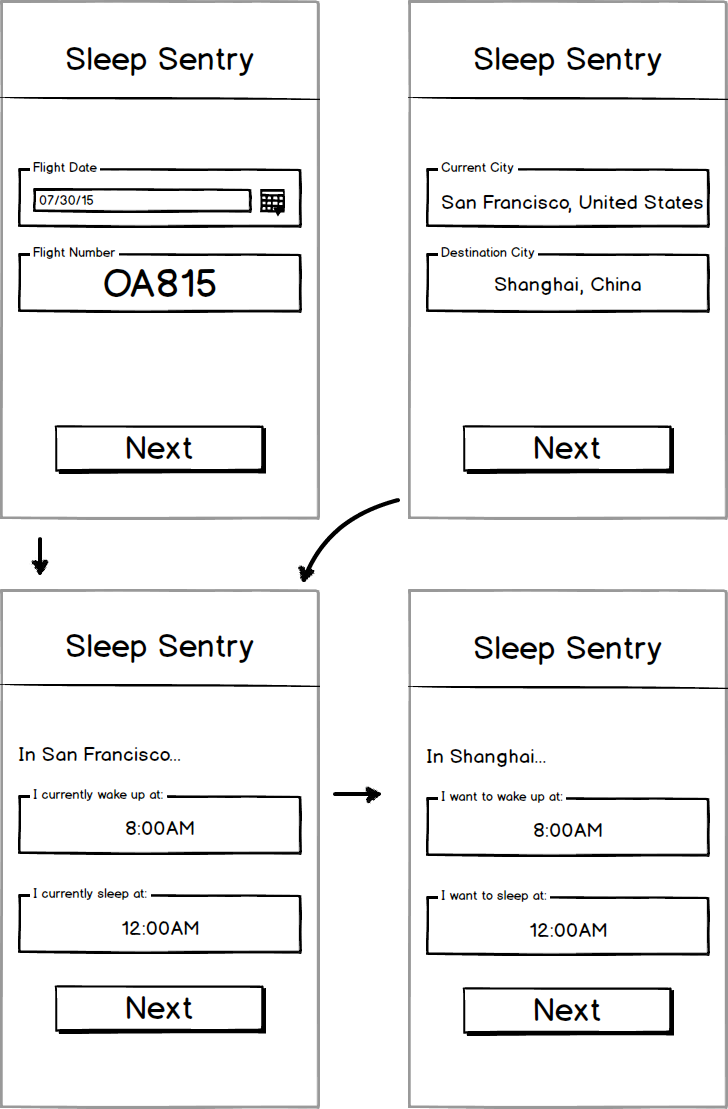 Sleep Sentry
Flight Date
07/30/15
Flight Number
OA815
Next
Sleep Sentry
Current City
San Francisco, United States
Destination City
Shanghai, China
Next
Sleep Sentry
In San Francisco...
I currently wake up at:
8:00AM
I currently sleep at:
12:00AM
Next
Sleep Sentry
In Shanghai...
I want to wake up at:
8:00AM
I want to sleep at:
12:00AM
Next